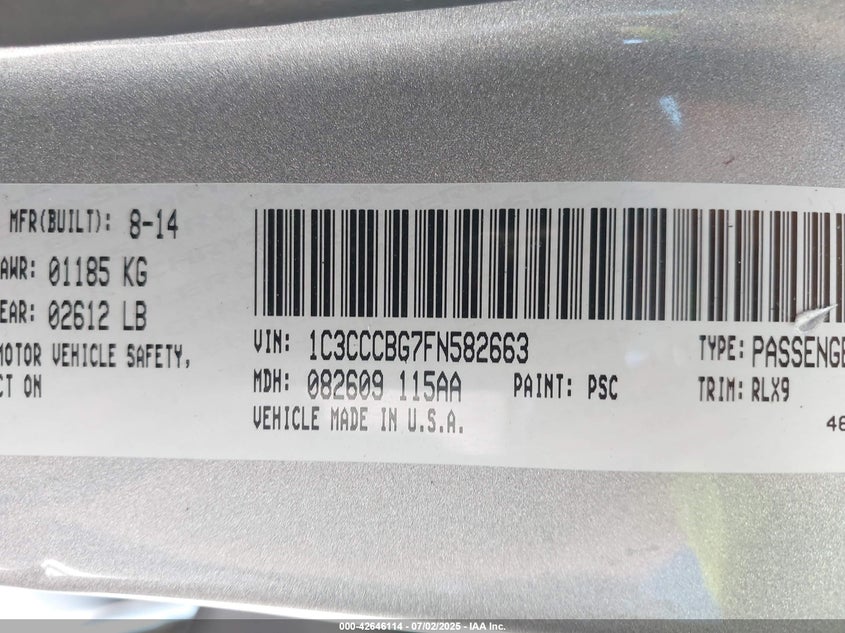 MFR(BUILT): 8-14
AWR: 01185 KG
EAR: 02612 LB
MOTOR VEHICLE SAFETY,
CT ON
VIN: 1C3CCCBG7FN582663
TYPE: PASSENGE
MDH: 082609 115AA PAINT: PSC
TRIM: RLX9
VEHICLE MADE IN U.S.A.
000-42646114 - 07/02/2025 - IAA Inc.